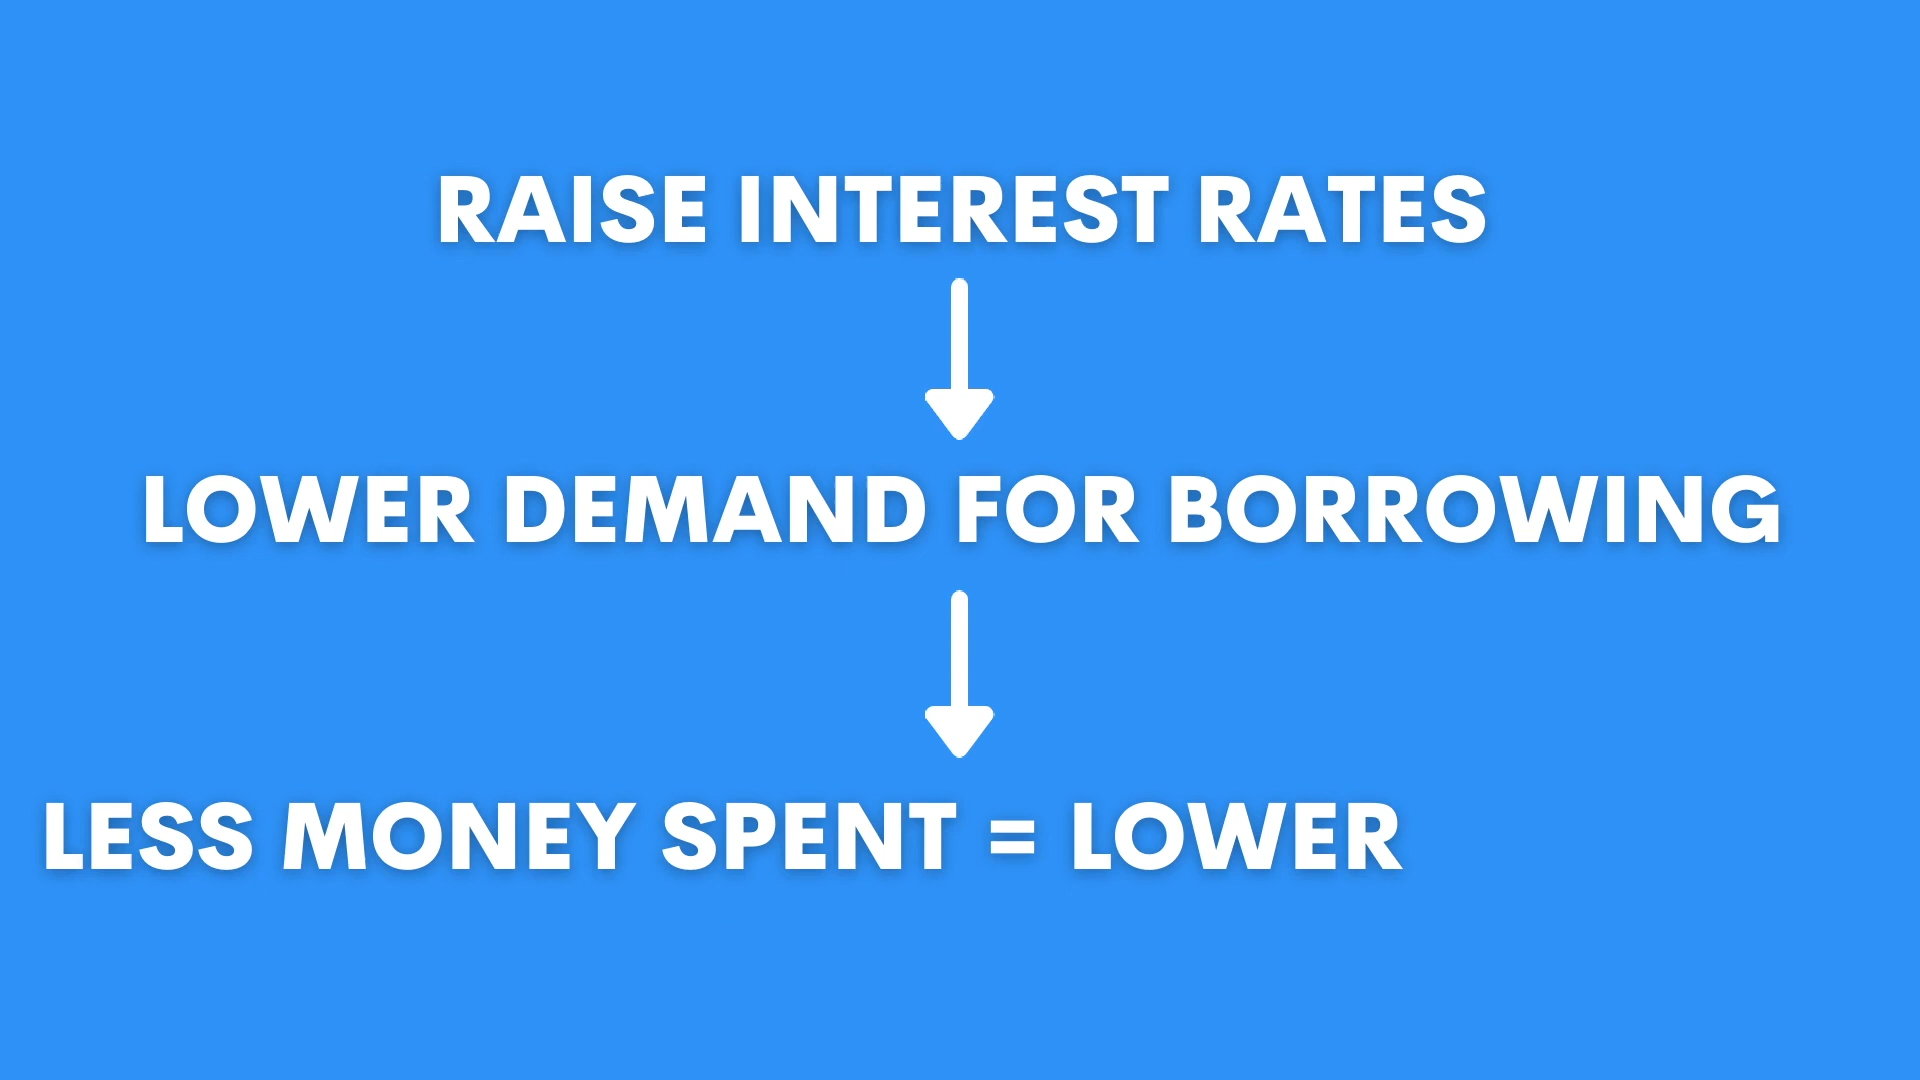 RAISE INTEREST RATES
LOWER DEMAND FOR BORROWING
LESS MONEY SPENT = LOWER